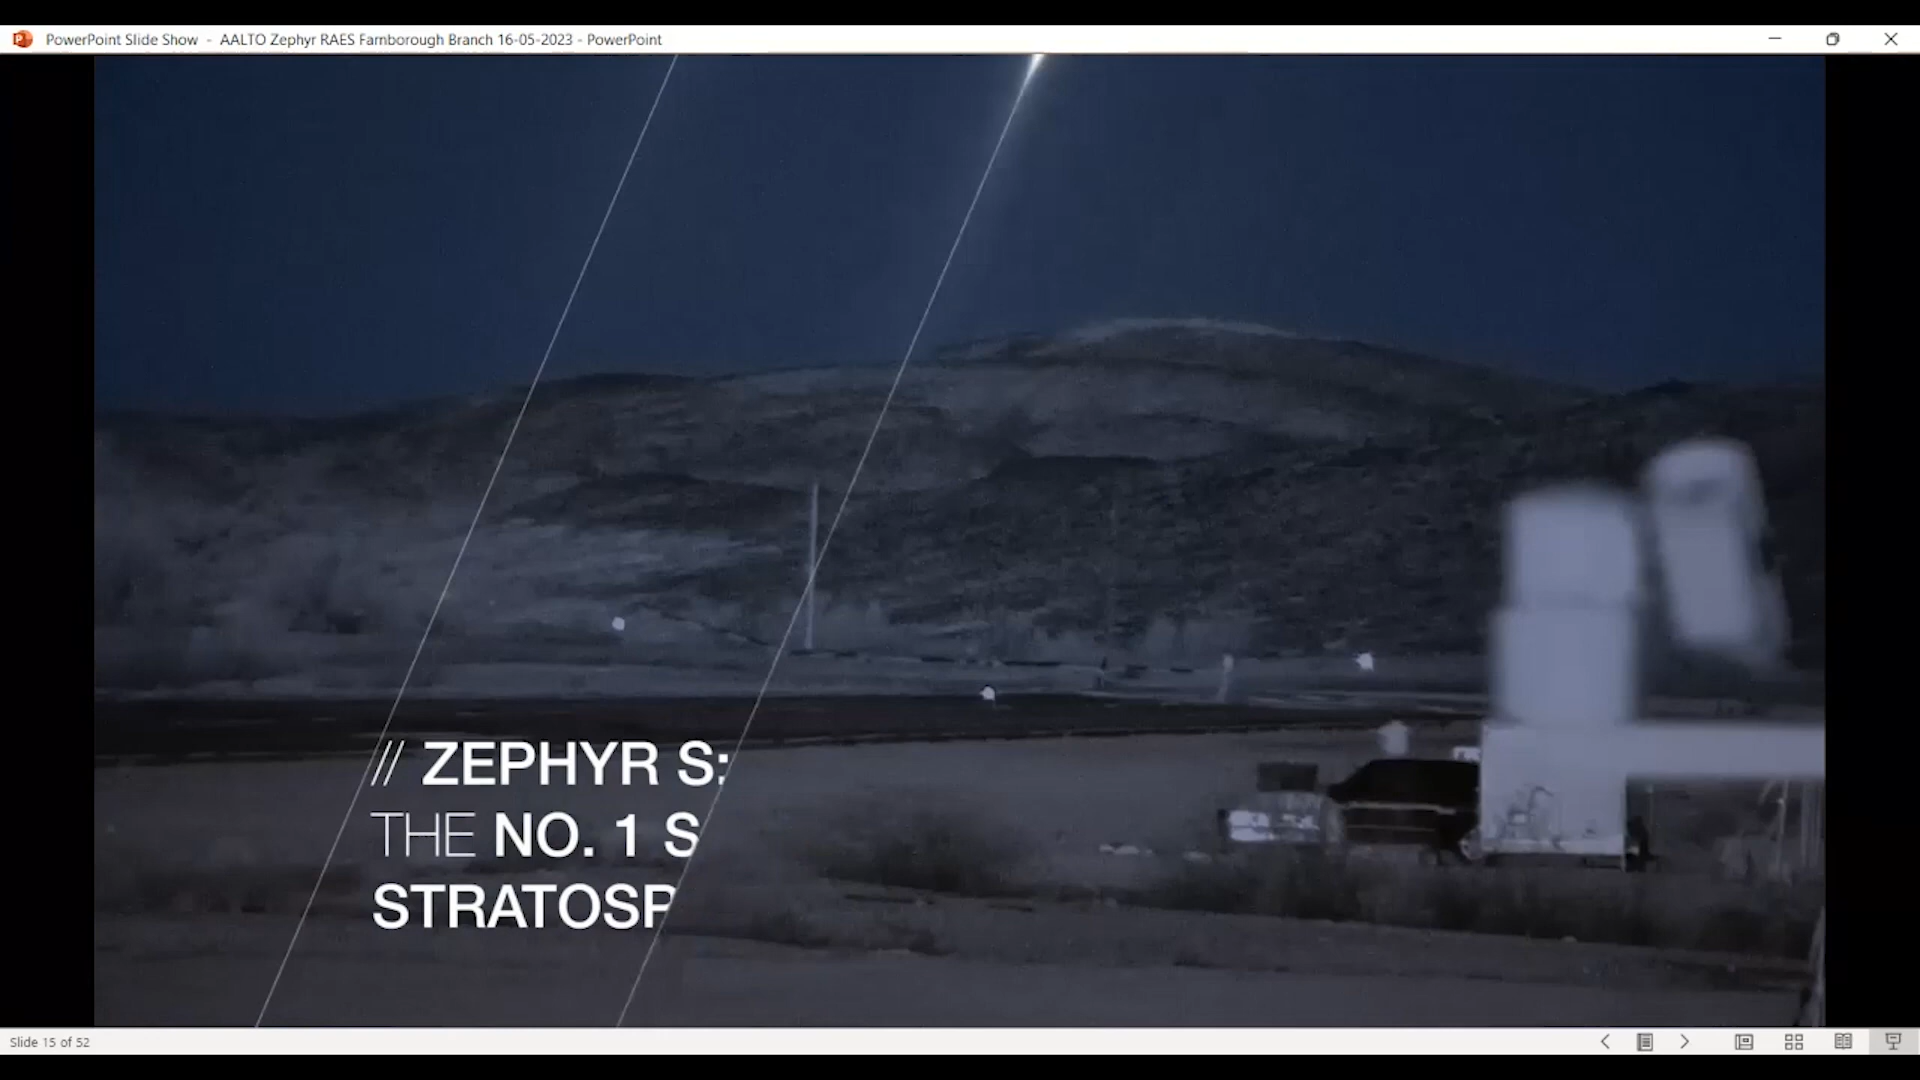 PowerPoint Slide Show - AALTO Zephyr RAES Farnborough Branch 16-05-2023 - PowerPoint
// ZEPHYR S:
THE NO. 1 S
STRATOSP
Slide 15 of 52